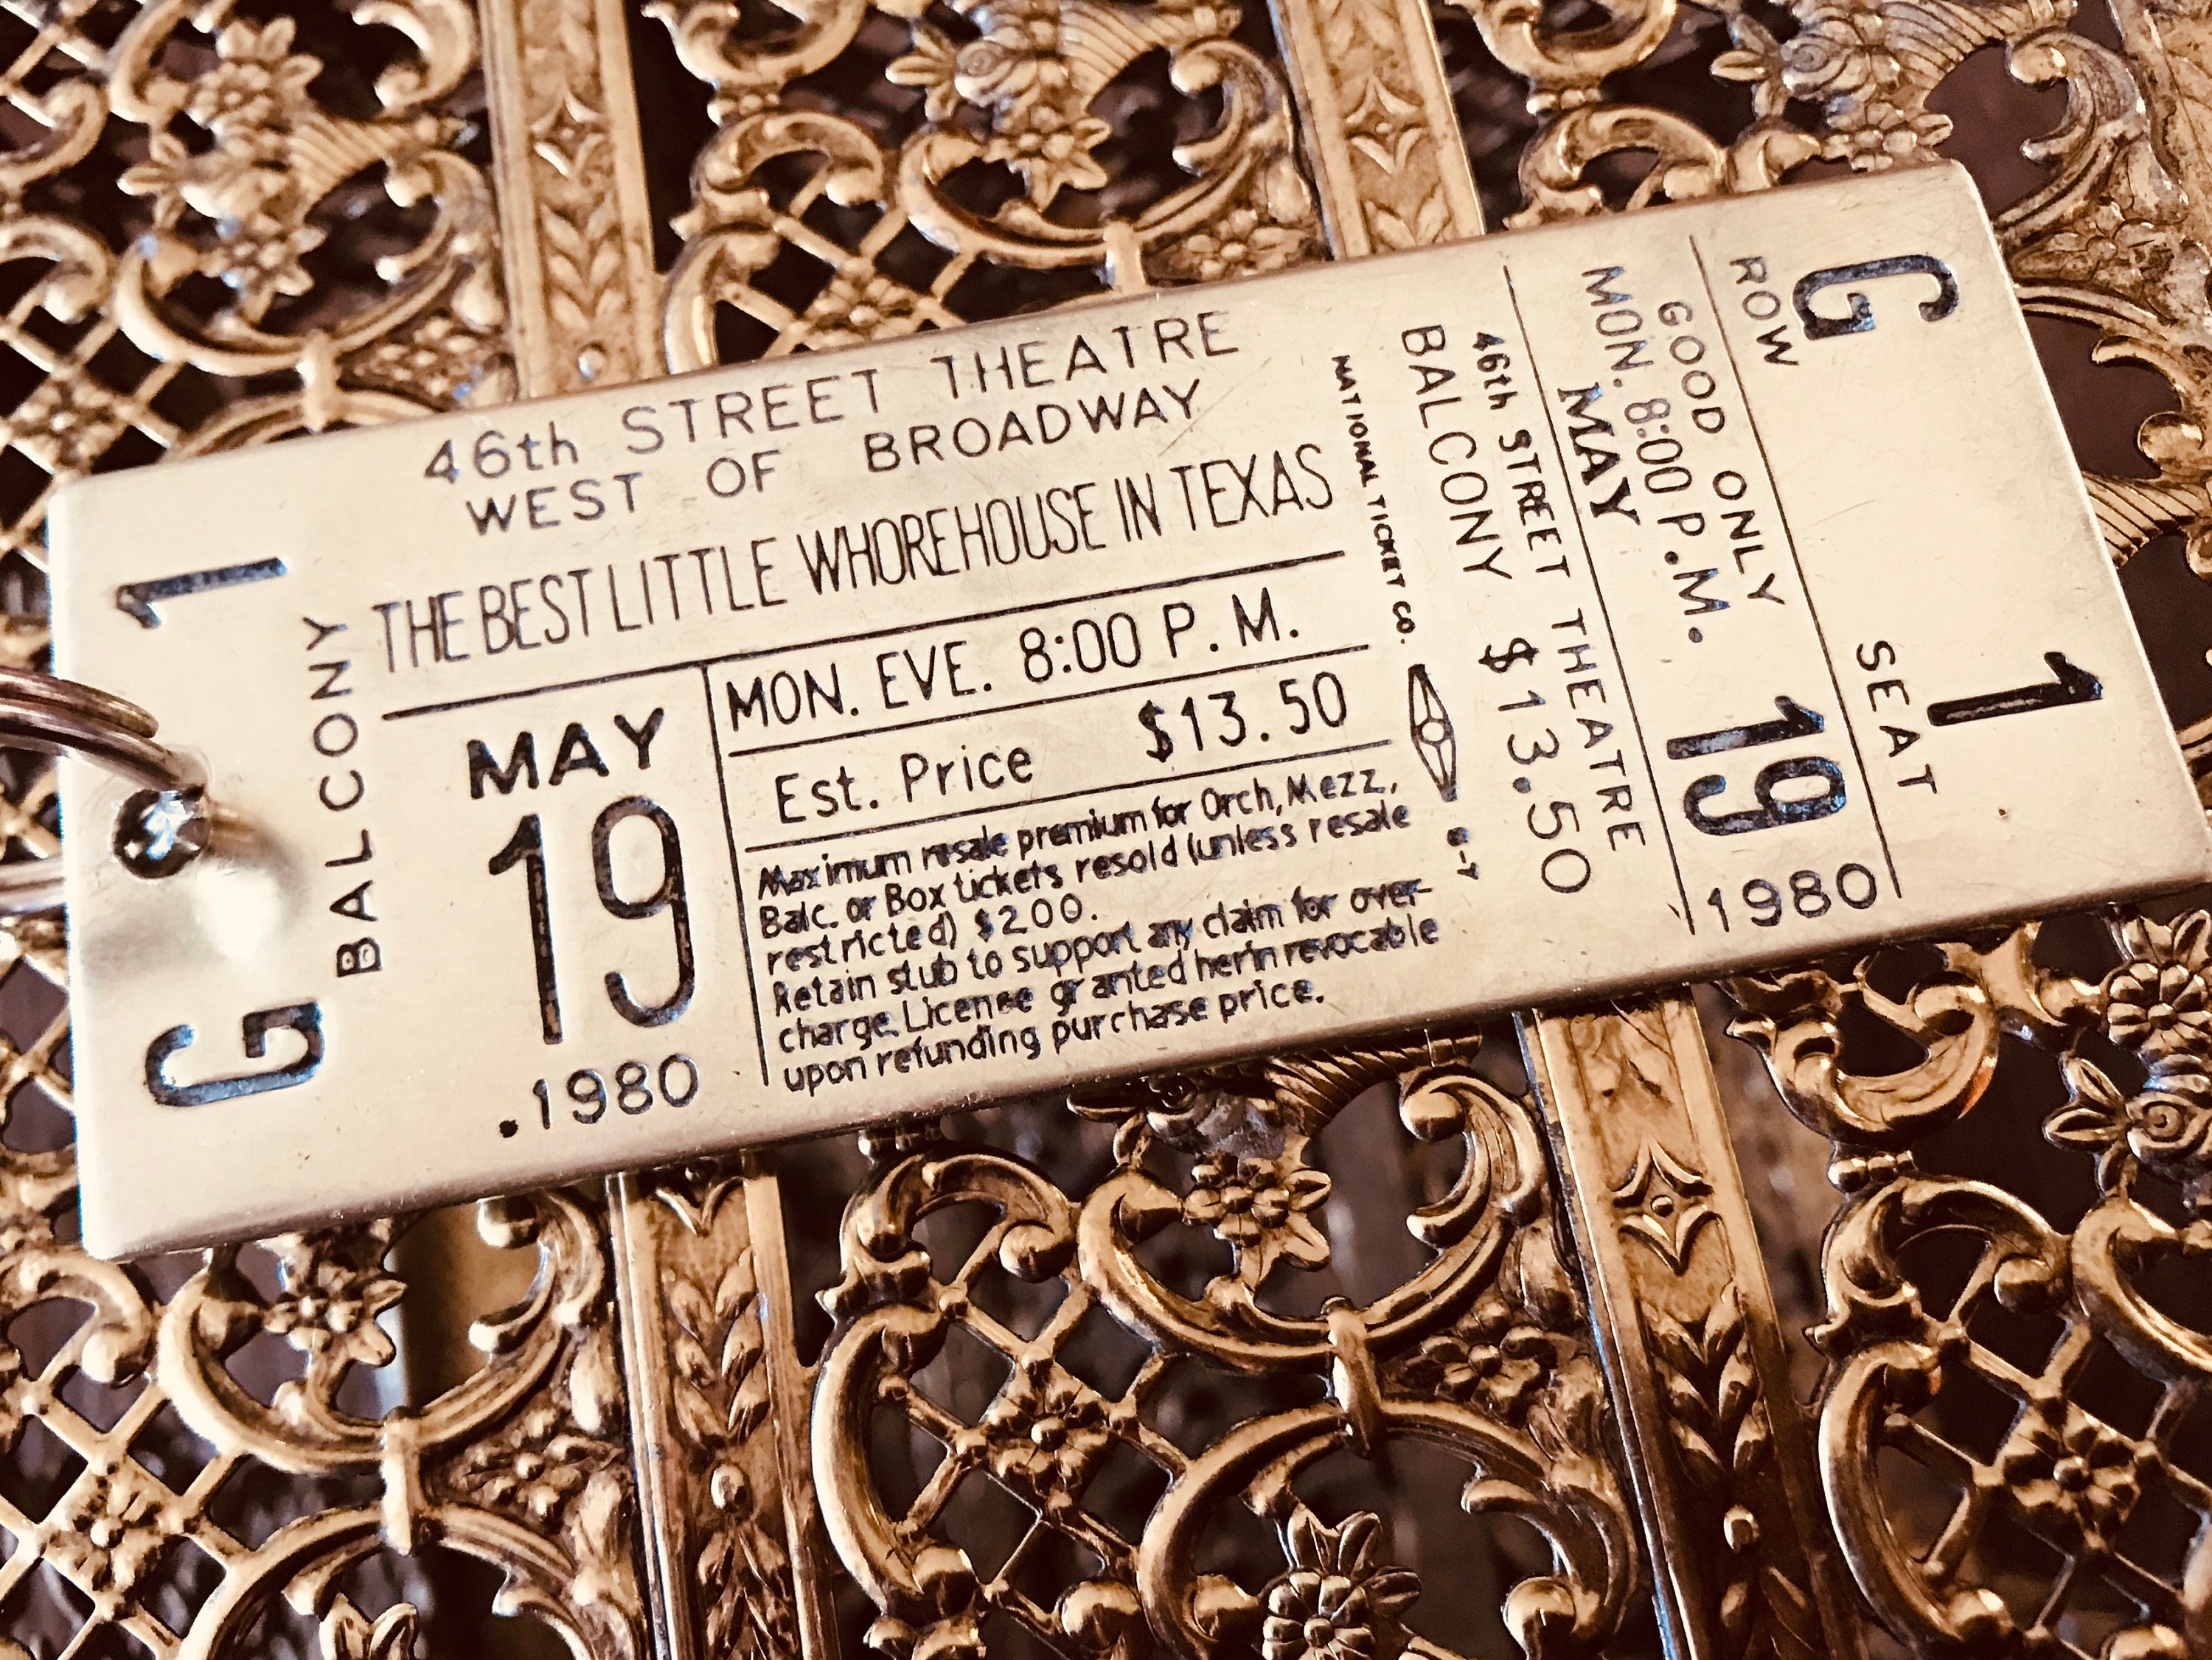 1
BALCONY
G
46th STREET THEATRE
WEST OF BROADWAY
THE BEST LITTLE WHOREHOUSE IN TEXAS
MAY
19
.1980
MON. EVE. 8:00 P. M.
Est. Price $13.50
Maximum resale premium for Orch, Mezz.,
Balc. or Box tickets resold (unless resale
restricted) $2.00.
Retain stub to support any claim for over-
charge. License granted her'in revocable
upon refunding purchase price.
NATIONAL TICKET CO.
BALCONY $13.50
46th STREET THEATRE
MAY 19 1980
MON. 8:00 P.M.
GOOD ONLY
ROW SEAT
G 1